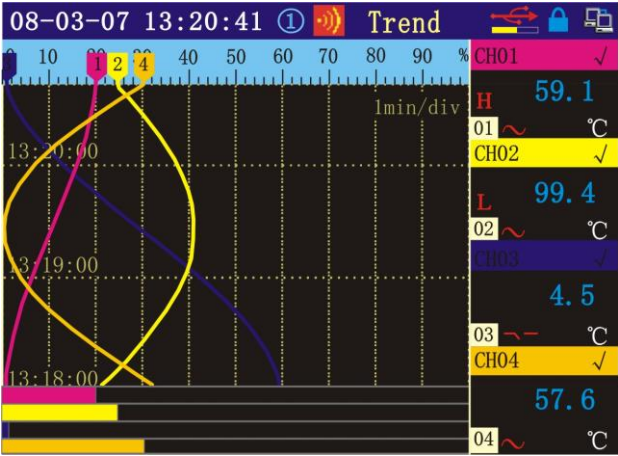 08-03-07 13:20:41 ① Trend
0 10 20 30 40 50 60 70 80 90 %
3 1 2 4
1min/div
13:20:00
13:19:00
13:18:00
CH01 √
H 59.1
01 ℃
CH02 √
L 99.4
02 ℃
CH03 √
4.5
03 ℃
CH04 √
57.6
04 ℃